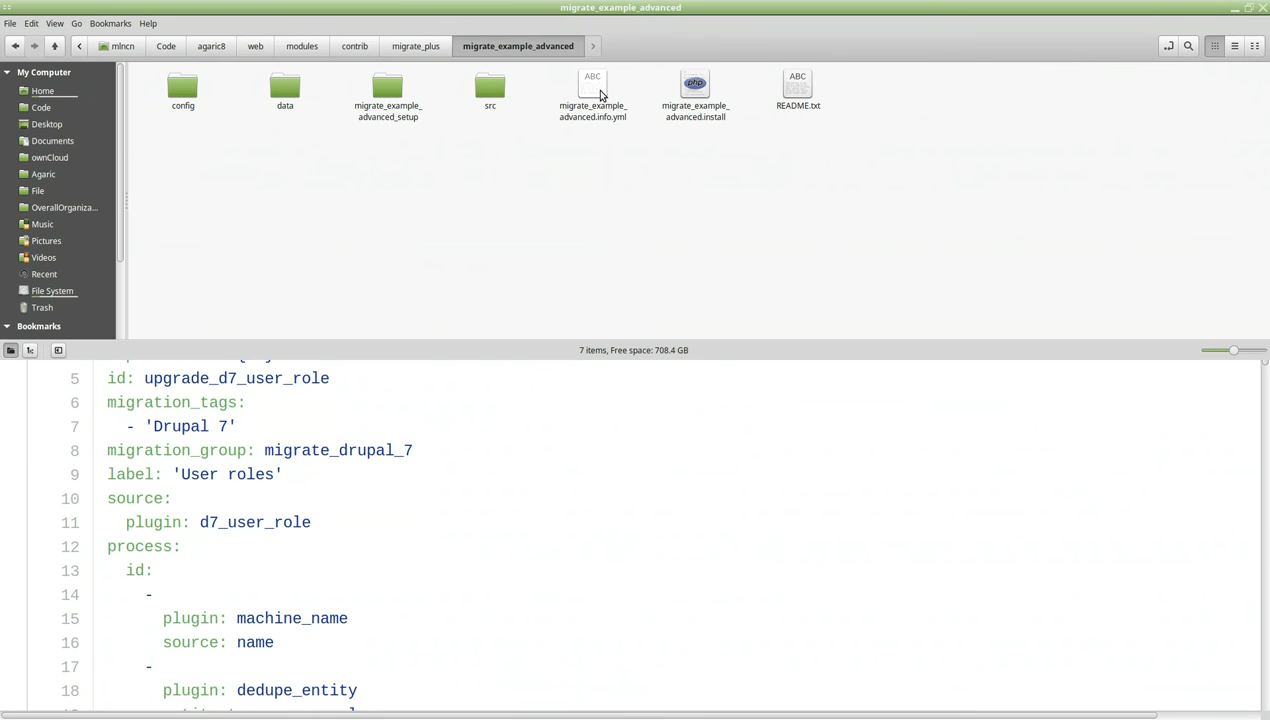 migrate_example_advanced
File Edit View Go Bookmarks Help
mlncn Code agaric8 web modules contrib migrate_plus migrate_example_advanced
My Computer
Home
Code
Desktop
Documents
ownCloud
Agaric
File
OverallOrganiza...
Music
Pictures
Videos
Recent
File System
Trash
Bookmarks
config
data
migrate_example_
advanced_setup
src
ABC
migrate_example_
advanced.info.yml
php
migrate_example_
advanced.install
ABC
README.txt
7 items, Free space: 708.4 GB
5 id: upgrade_d7_user_role
6 migration_tags:
7 - 'Drupal 7'
8 migration_group: migrate_drupal_7
9 label: 'User roles'
10 source:
11 plugin: d7_user_role
12 process:
13 id:
14 -
15 plugin: machine_name
16 source: name
17 -
18 plugin: dedupe_entity